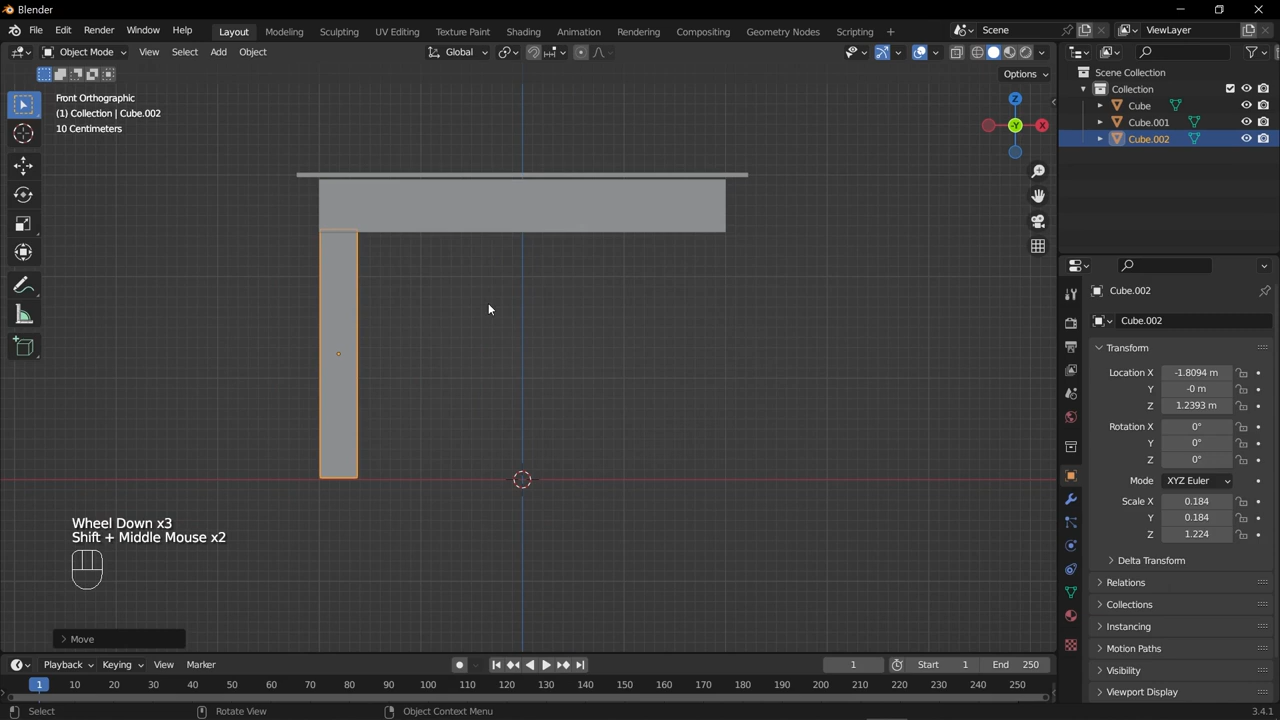 Blender
File Edit Render Window Help Layout Modeling Sculpting UV Editing Texture Paint Shading Animation Rendering Compositing Geometry Nodes Scripting + Scene ViewLayer
Object Mode View Select Add Object Global
Options
Front Orthographic
(1) Collection | Cube.002
10 Centimeters
Z
-Y
X
Wheel Down x3
Shift + Middle Mouse x2
Move
Scene Collection
Collection
Cube
Cube.001
Cube.002
Cube.002
Cube.002
Transform
Location X -1.8094 m
Y -0 m
Z 1.2393 m
Rotation X 0°
Y 0°
Z 0°
Mode XYZ Euler
Scale X 0.184
Y 0.184
Z 1.224
Delta Transform
Relations
Collections
Instancing
Motion Paths
Visibility
Viewport Display
Playback Keying View Marker 1 Start 1 End 250
1 10 20 30 40 50 60 70 80 90 100 110 120 130 140 150 160 170 180 190 200 210 220 230 240 250
Select Rotate View Object Context Menu 3.4.1